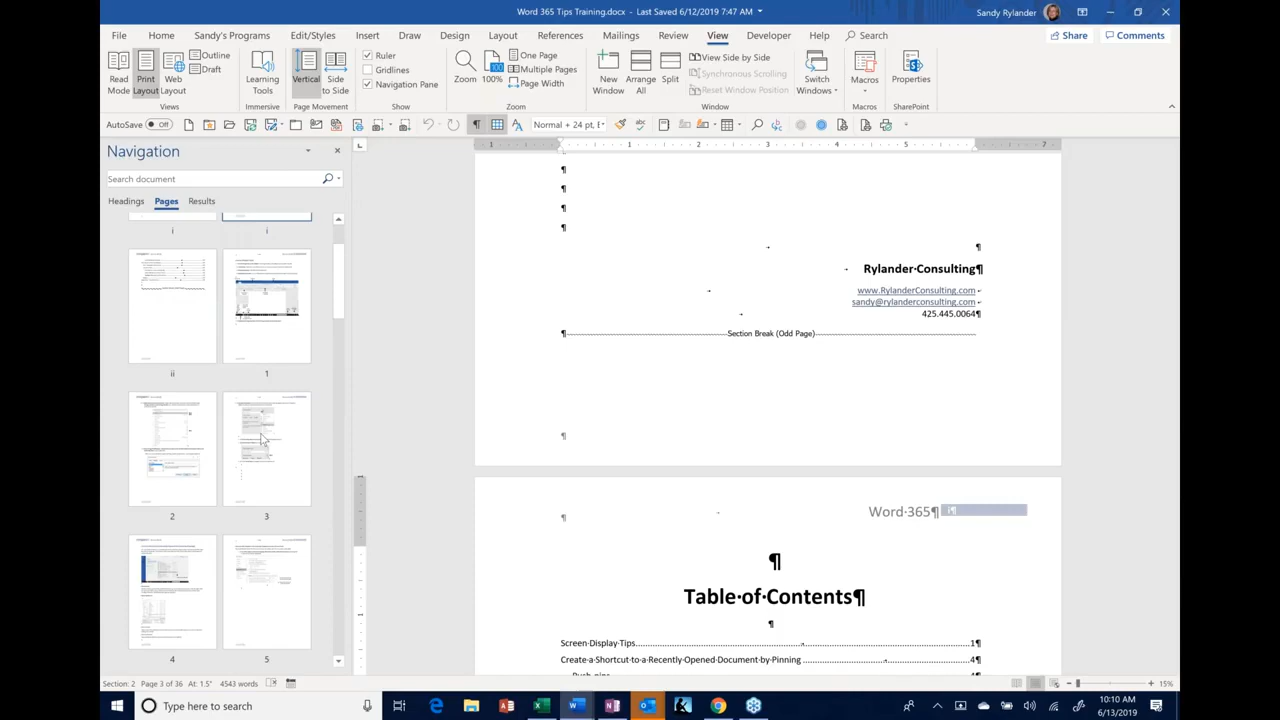 Word 365 Tips Training.docx - Last Saved 6/12/2019 7:47 AM
Sandy Rylander
File Home Sandy's Programs Edit/Styles Insert Draw Design Layout References Mailings Review View Developer Help Search Share Comments
Read Mode
Print Layout
Web Layout
Outline
Draft
Views
Learning Tools
Immersive
Vertical
Side to Side
Page Movement
Ruler
Gridlines
Navigation Pane
Show
Zoom
100%
One Page
Multiple Pages
Page Width
Zoom
New Window
Arrange All
Split
View Side by Side
Synchronous Scrolling
Reset Window Position
Window
Switch Windows
Macros
Macros
Properties
SharePoint
AutoSave Off
Normal + 24 pt, E
Navigation
Search document
Headings Pages Results
i i
ii 1
2 3
4 5
1 1 2 3 4 5 7
¶
¶
¶
¶
¶
Rylander·Consulting¶
www.RylanderConsulting.com
sandy@rylanderconsulting.com
425.445.0064¶
¶ Section Break (Odd Page)
¶
¶ Word·365¶ i¶
¶
Table·of·Contents¶
¶
Screen·Display·Tips 1¶
Create·a·Shortcut·to·a·Recently·Opened·Document·by·Pinning 4¶
Section: 2 Page 3 of 36 At: 1.5" 4543 words 15%
Type here to search
10:10 AM
6/13/2019